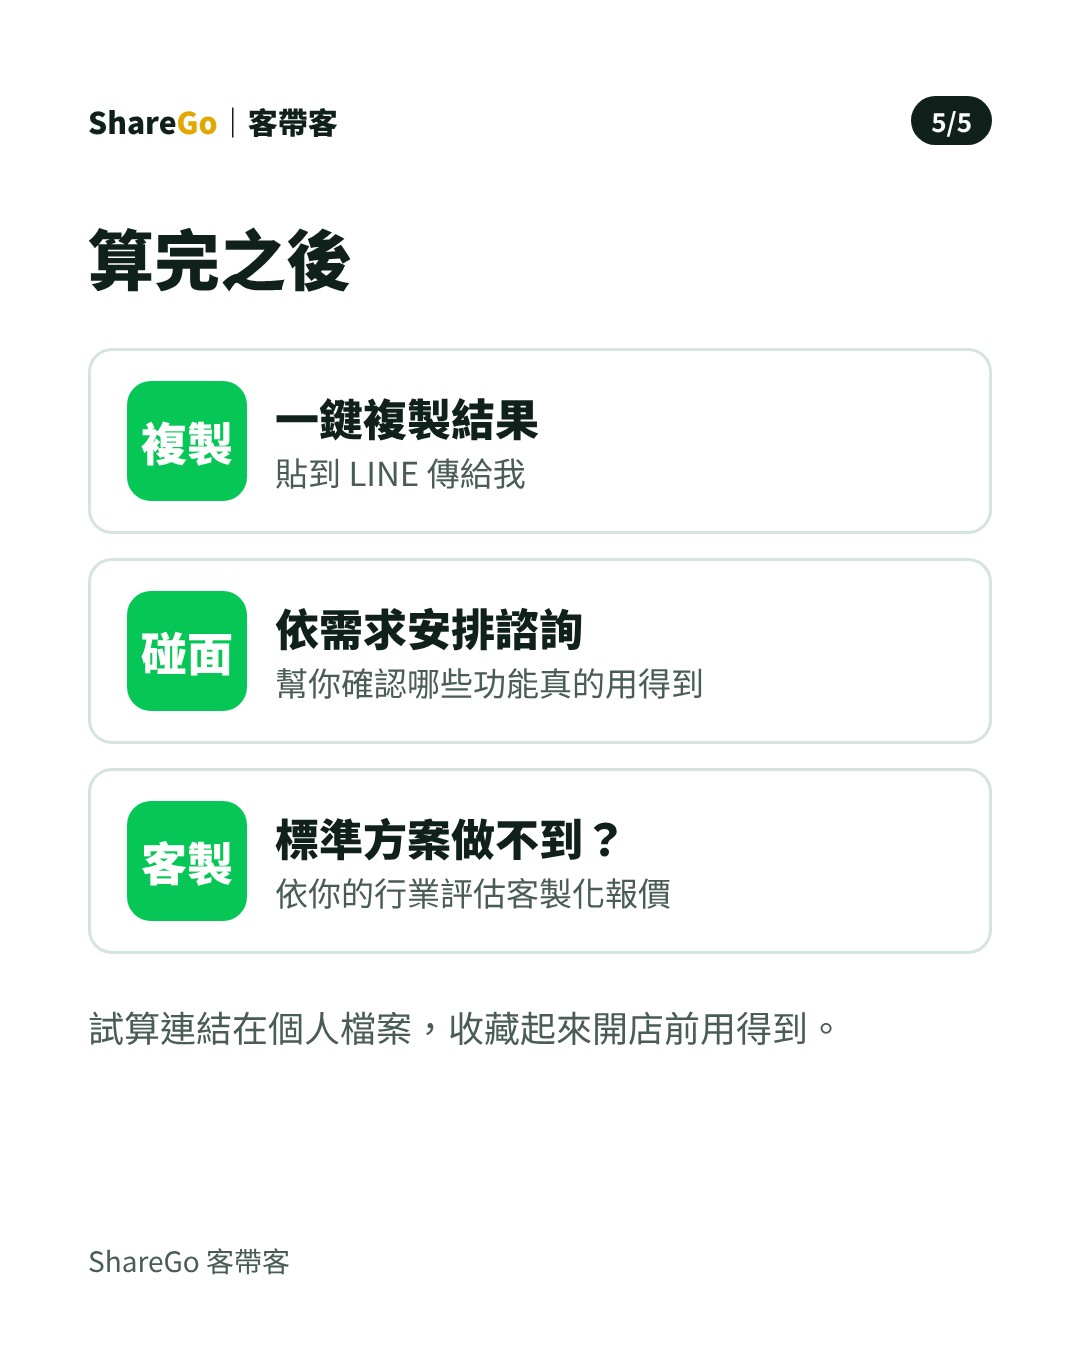 ShareGo｜客帶客
5/5
算完之後
複製
一鍵複製結果
貼到 LINE 傳給我
碰面
依需求安排諮詢
幫你確認哪些功能真的用得到
客製
標準方案做不到？
依你的行業評估客製化報價
試算連結在個人檔案，收藏起來開店前用得到。
ShareGo 客帶客